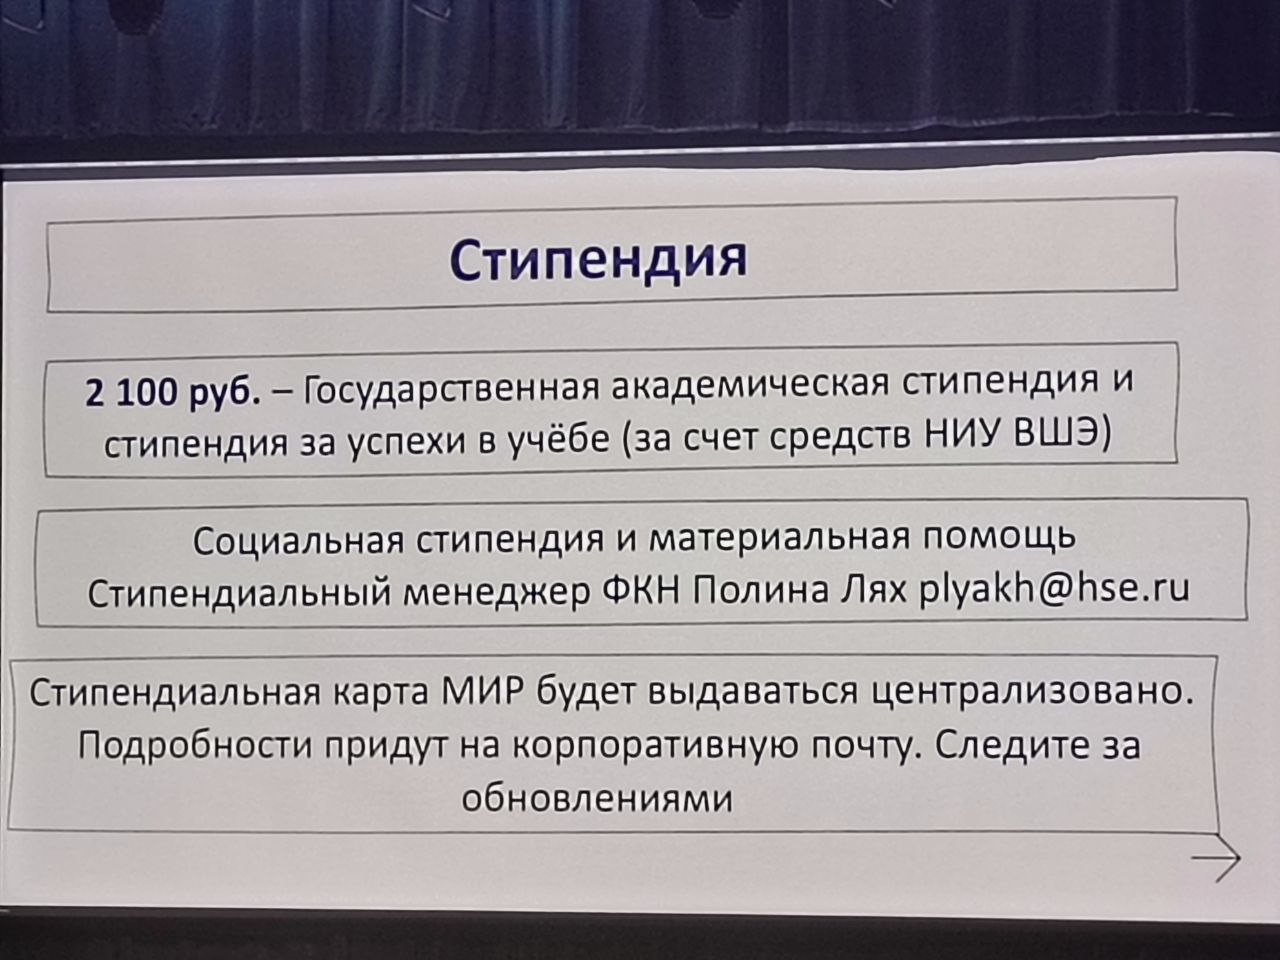 Стипендия
2 100 руб. – Государственная академическая стипендия и
стипендия за успехи в учёбе (за счет средств НИУ ВШЭ)
Социальная стипендия и материальная помощь
Стипендиальный менеджер ФКН Полина Лях plyakh@hse.ru
Стипендиальная карта МИР будет выдаваться централизовано.
Подробности придут на корпоративную почту. Следите за
обновлениями